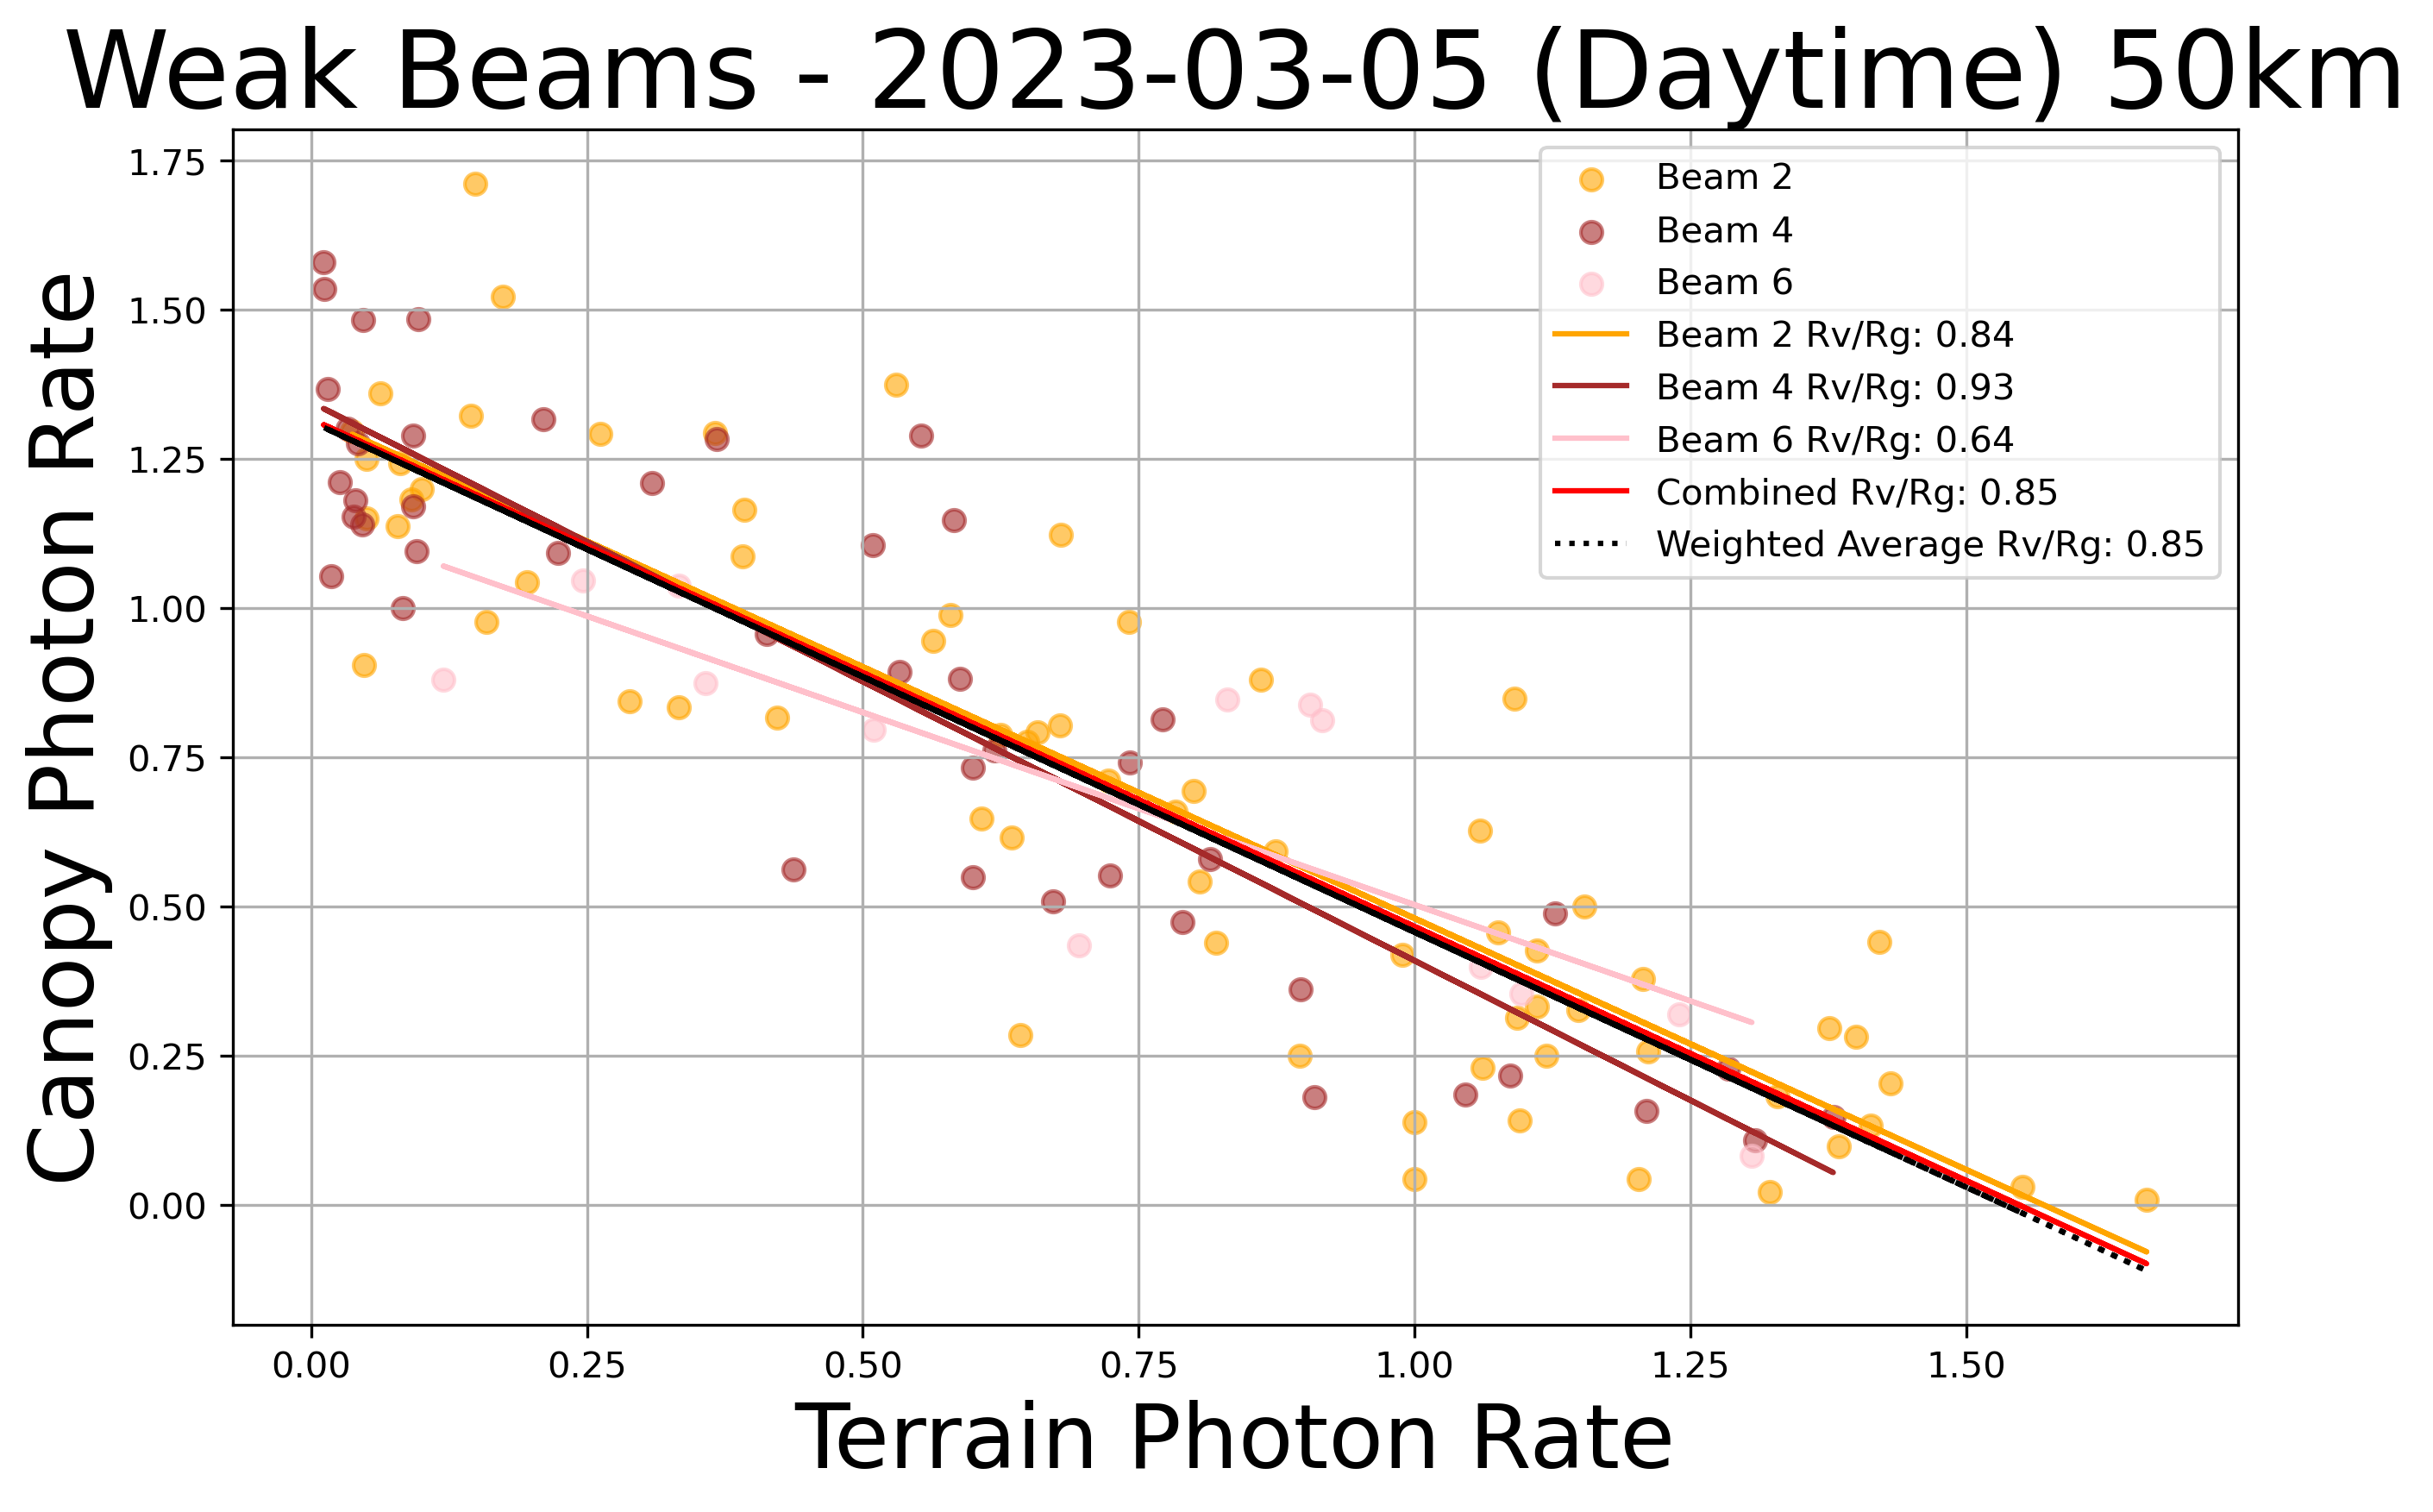 Weak Beams - 2023-03-05 (Daytime) 50km
Canopy Photon Rate
1.75
1.50
1.25
1.00
0.75
0.50
0.25
0.00
Beam 2
Beam 4
Beam 6
Beam 2 Rv/Rg: 0.84
Beam 4 Rv/Rg: 0.93
Beam 6 Rv/Rg: 0.64
Combined Rv/Rg: 0.85
Weighted Average Rv/Rg: 0.85
0.00 0.25 0.50 0.75 1.00 1.25 1.50
Terrain Photon Rate